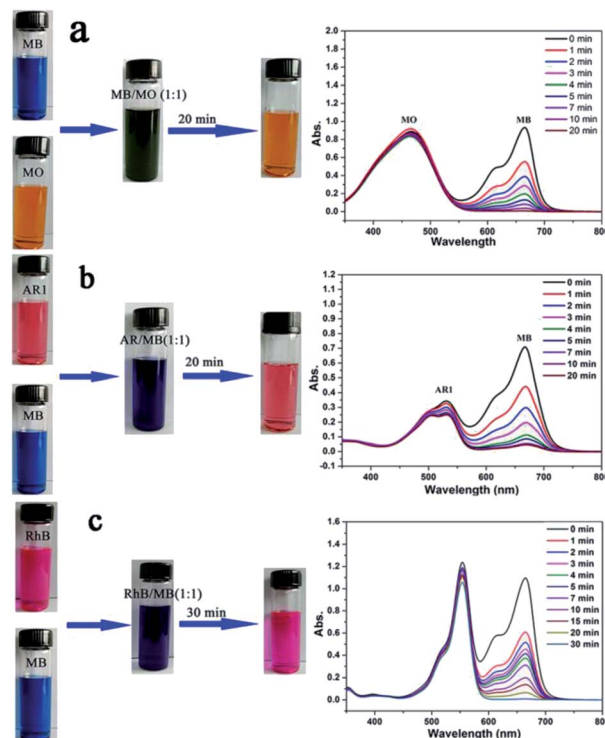 a
MB
MB/MO (1:1)
20 min
MO
2.0
1.8
1.6
1.4
1.2
1.0
0.8
0.6
0.4
0.2
0.0
Abs.
MO
MB
0 min
1 min
2 min
3 min
4 min
5 min
7 min
10 min
20 min
400
500
600
700
800
Wavelength
b
AR1
AR/MB(1:1)
20 min
MB
1.2
1.1
1.0
0.9
0.8
0.7
0.6
0.5
0.4
0.3
0.2
0.1
0.0
-0.1
Abs.
AR1
MB
0 min
1 min
2 min
3 min
4 min
5 min
7 min
10 min
20 min
400
500
600
700
800
Wavelength (nm)
c
RhB
RhB/MB(1:1)
30 min
MB
1.6
1.4
1.2
1.0
0.8
0.6
0.4
0.2
0.0
Abs.
MB
0 min
1 min
2 min
3 min
4 min
5 min
7 min
10 min
15 min
20 min
30 min
400
500
600
700
800
Wavelength (nm)